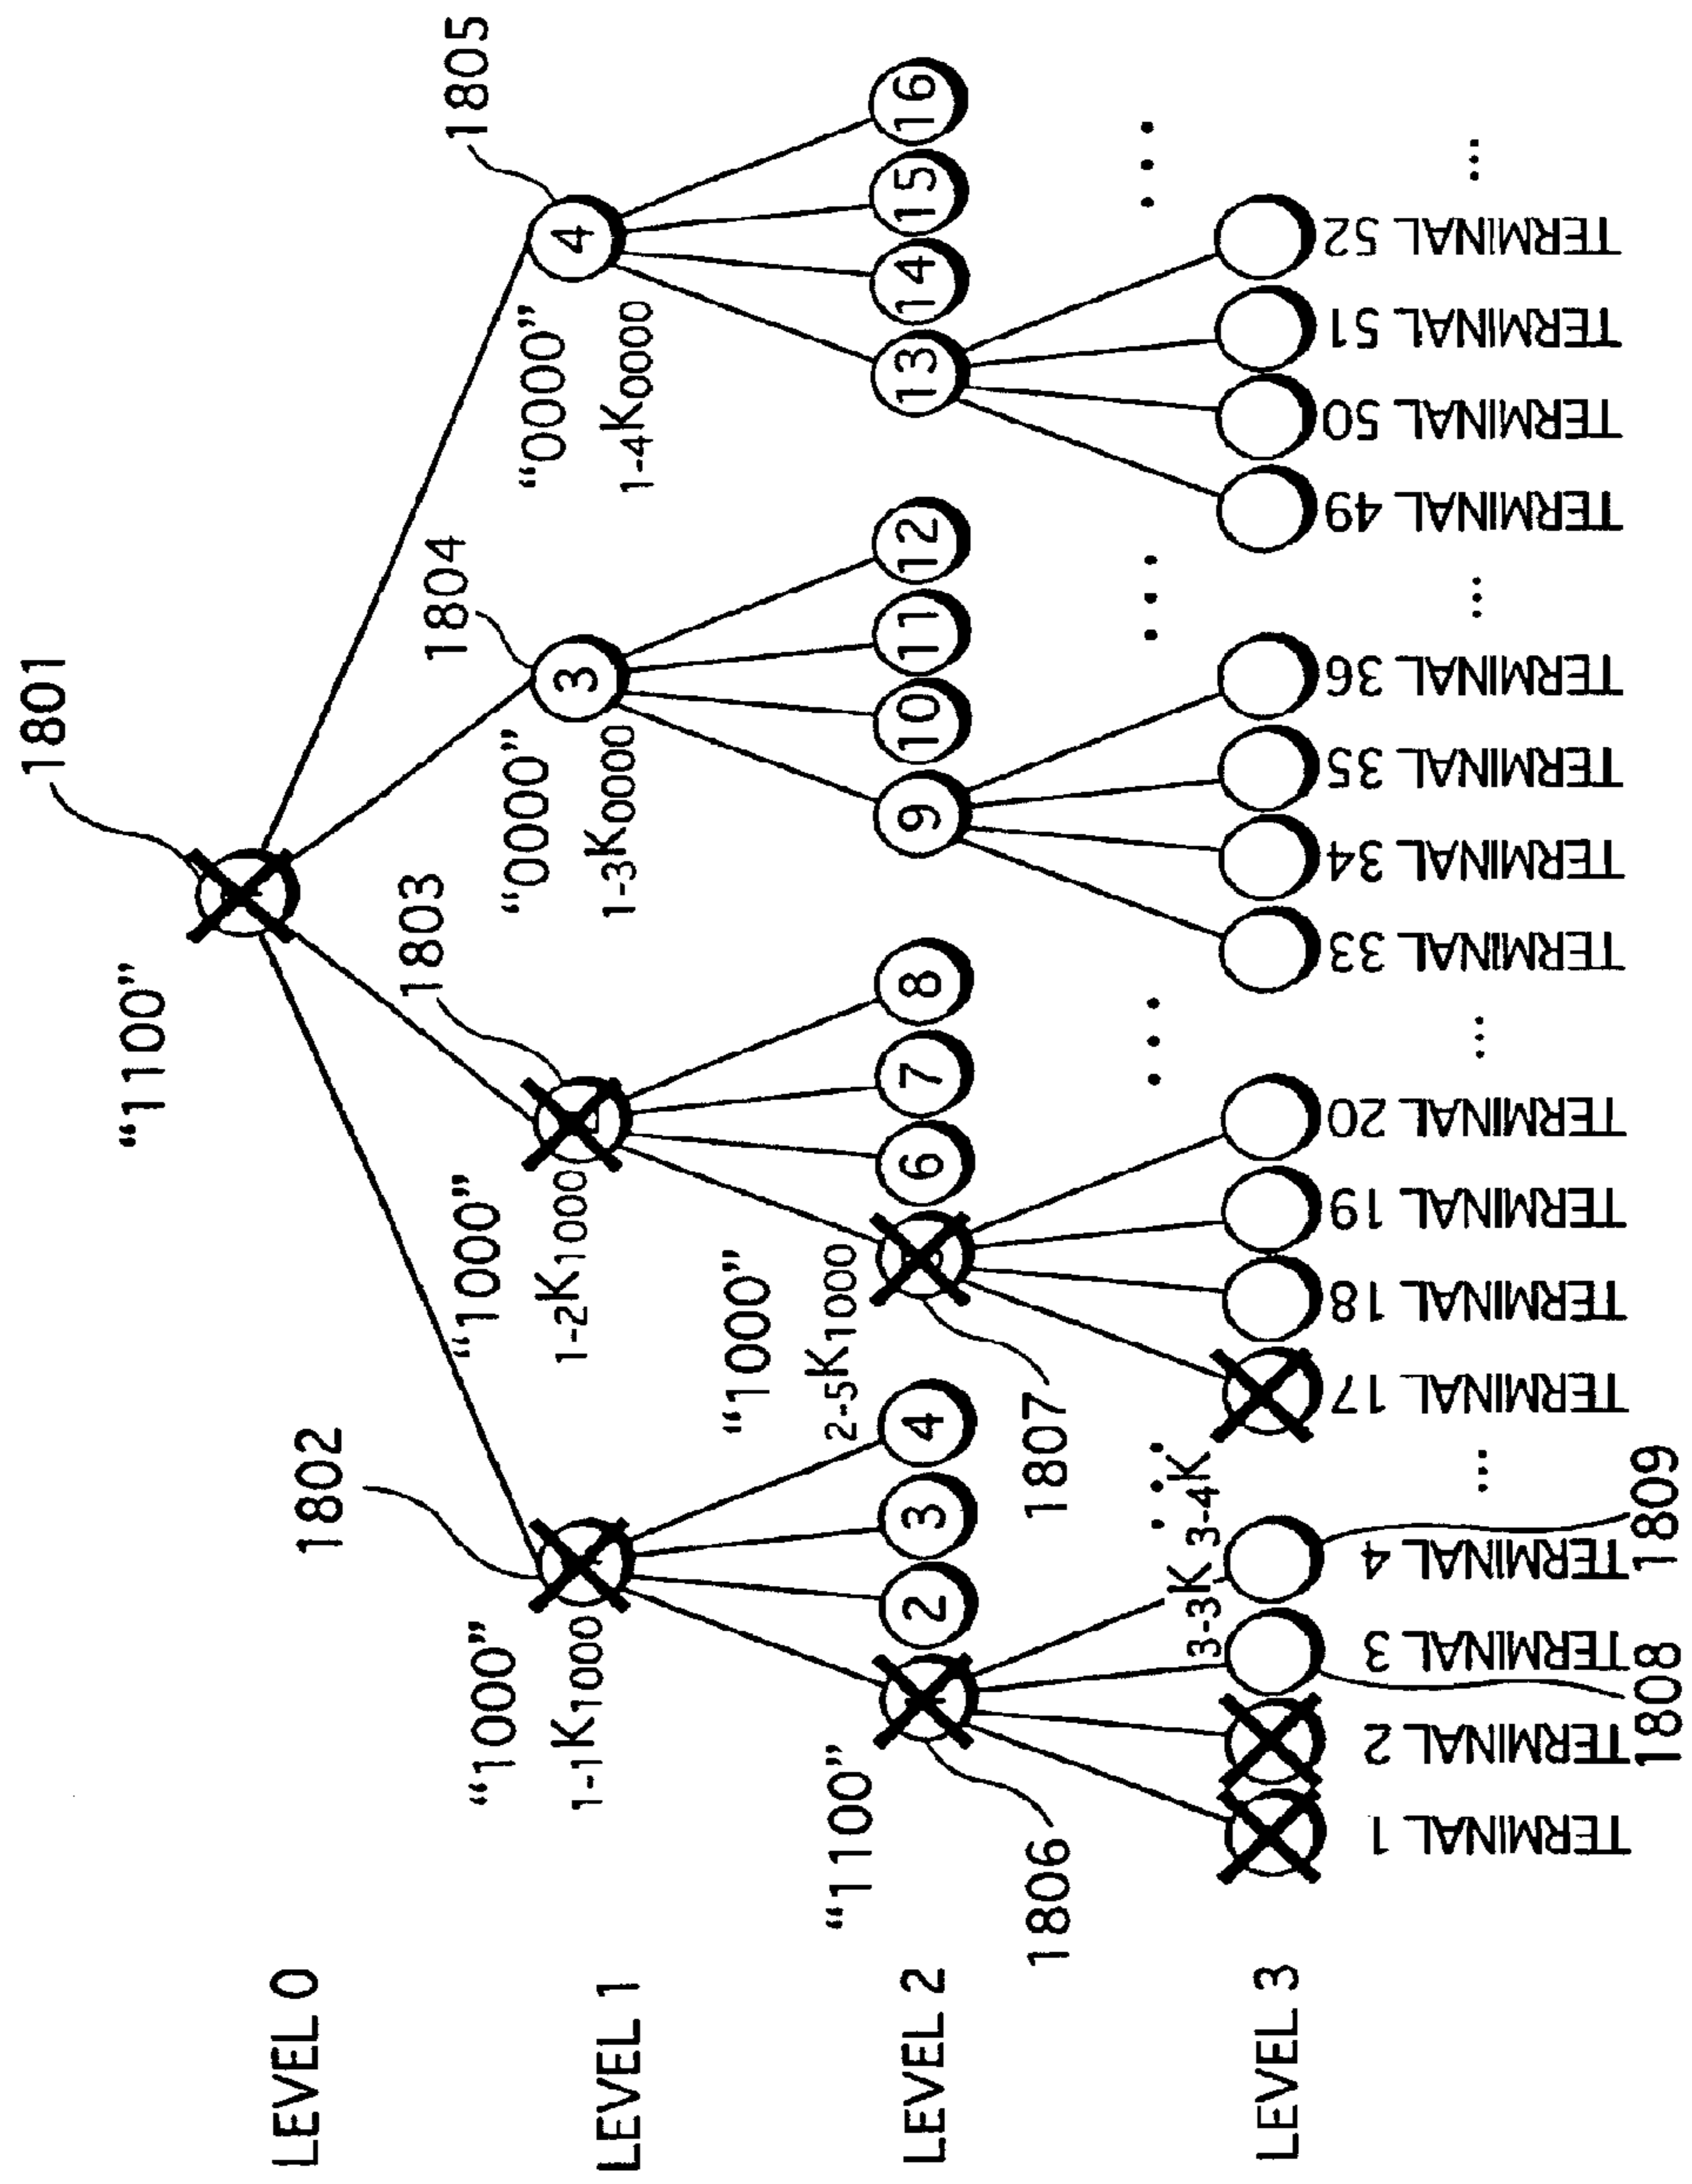 1801
"1100"
LEVEL 0
1802
1803
1804
1805
"1000"
"1000"
"0000"
"0000"
LEVEL 1
1-1K1000
1-2K1000
3
1-3K0000
4
1-4K0000
"1100"
"1000"
2-5K1000
LEVEL 2
2
3
4
6
7
8
9
10
11
12
13
14
15
16
1806
1807
...
...
...
...
3-3K
3-4K
LEVEL 3
TERMINAL 1
TERMINAL 2
TERMINAL 3
TERMINAL 4
...
TERMINAL 17
TERMINAL 18
TERMINAL 19
TERMINAL 20
...
TERMINAL 33
TERMINAL 34
TERMINAL 35
TERMINAL 36
...
TERMINAL 49
TERMINAL 50
TERMINAL 51
TERMINAL 52
...
1808
1809